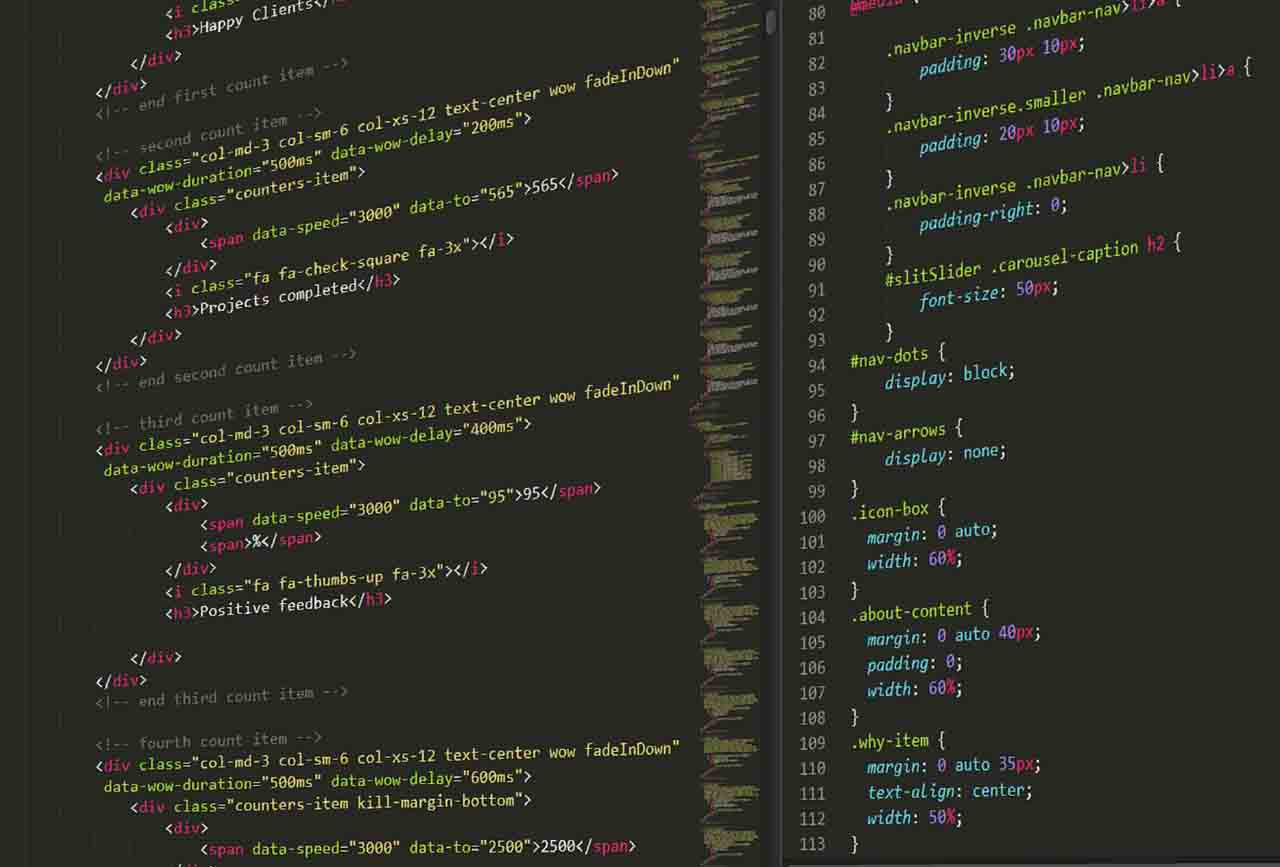 <i class=
<h3>Happy Clients</
</div>
</div>
<!-- end first count item -->
<!-- second count item -->
<div class="col-md-3 col-sm-6 col-xs-12 text-center wow fadeInDown"
data-wow-duration="500ms" data-wow-delay="200ms">
<div class="counters-item">
<div>
<span data-speed="3000" data-to="565">565</span>
</div>
<i class="fa fa-check-square fa-3x"></i>
<h3>Projects completed</h3>
</div>
</div>
<!-- end second count item -->
<!-- third count item -->
<div class="col-md-3 col-sm-6 col-xs-12 text-center wow fadeInDown"
data-wow-duration="500ms" data-wow-delay="400ms">
<div class="counters-item">
<div>
<span data-speed="3000" data-to="95">95</span>
<span>%</span>
</div>
<i class="fa fa-thumbs-up fa-3x"></i>
<h3>Positive feedback</h3>
</div>
</div>
<!-- end third count item -->
<!-- fourth count item -->
<div class="col-md-3 col-sm-6 col-xs-12 text-center wow fadeInDown"
data-wow-duration="500ms" data-wow-delay="600ms">
<div class="counters-item kill-margin-bottom">
<div>
<span data-speed="3000" data-to="2500">2500</span>
80
81 @media
82 .navbar-inverse .navbar-nav>li>a {
83 padding: 30px 10px;
84 }
85 .navbar-inverse.smaller .navbar-nav>li>a {
86 padding: 20px 10px;
87 }
88 .navbar-inverse .navbar-nav>li {
89 padding-right: 0;
90 }
91 #slitSlider .carousel-caption h2 {
92 font-size: 50px;
93 }
94 #nav-dots {
95 display: block;
96 }
97 #nav-arrows {
98 display: none;
99 }
100 .icon-box {
101 margin: 0 auto;
102 width: 60%;
103 }
104 .about-content {
105 margin: 0 auto 40px;
106 padding: 0;
107 width: 60%;
108 }
109 .why-item {
110 margin: 0 auto 35px;
111 text-align: center;
112 width: 50%;
113 }